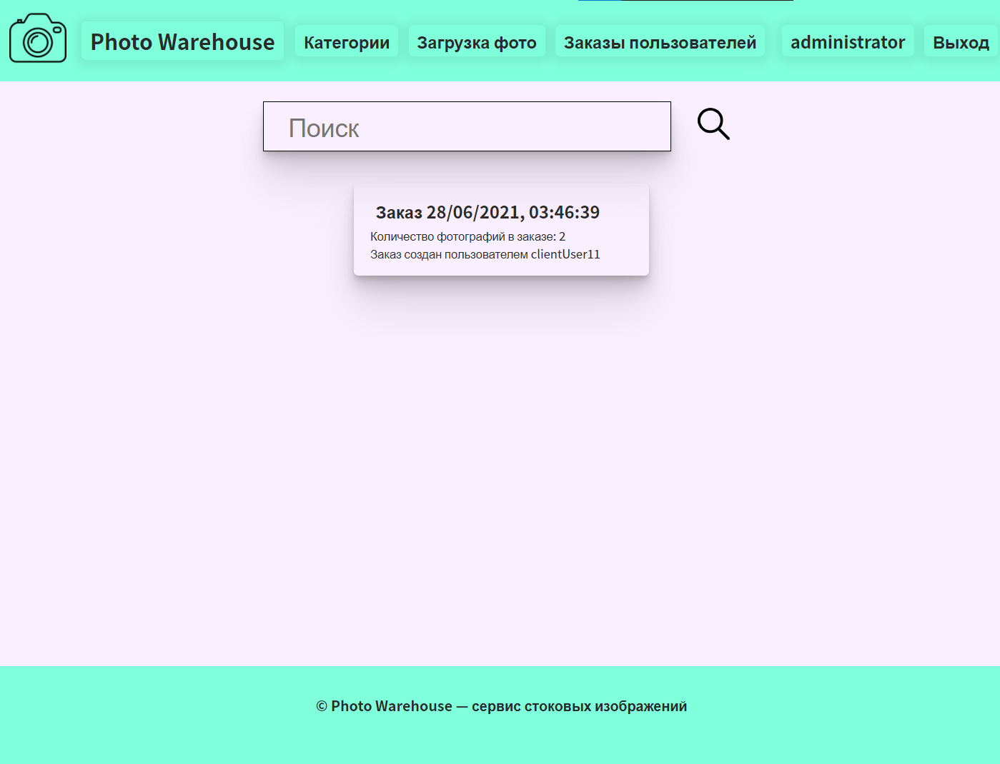 Photo Warehouse Категории Загрузка фото Заказы пользователей administrator Выход
Поиск
Заказ 28/06/2021, 03:46:39
Количество фотографий в заказе: 2
Заказ создан пользователем clientUser11
© Photo Warehouse — сервис стоковых изображений